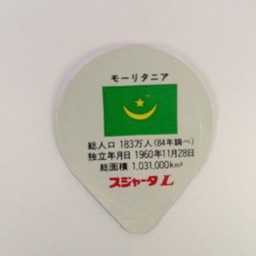 モーリタニア
総人口 183万人(84年調べ)
独立年月日 1960年11月28日
総面積 1,031,000km²
スジャータ L